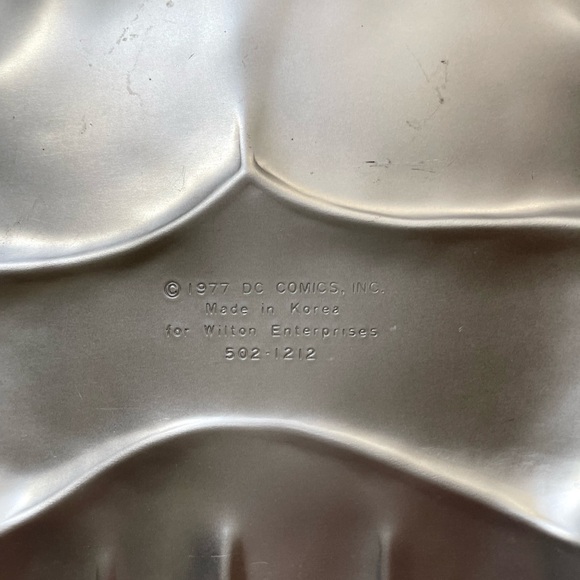 © 1977 DC COMICS, INC.
Made in Korea
for Wilton Enterprises
502-1212